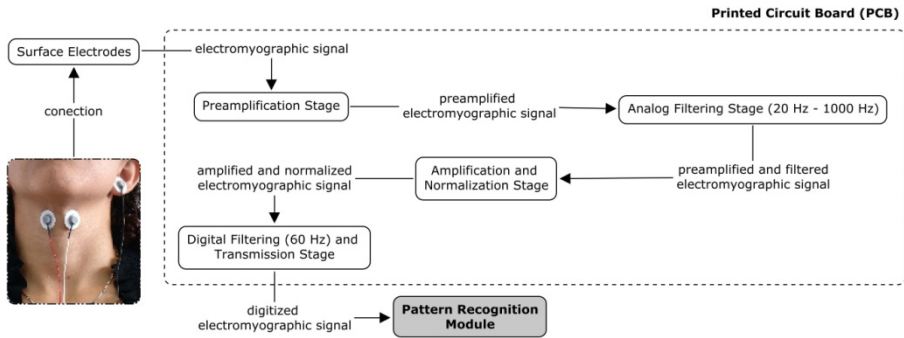 Printed Circuit Board (PCB)
Surface Electrodes
electromyographic signal
conection
Preamplification Stage
preamplified
electromyographic signal
Analog Filtering Stage (20 Hz - 1000 Hz)
preamplified and filtered
electromyographic signal
Amplification and
Normalization Stage
amplified and normalized
electromyographic signal
Digital Filtering (60 Hz) and
Transmission Stage
digitized
electromyographic signal
Pattern Recognition
Module